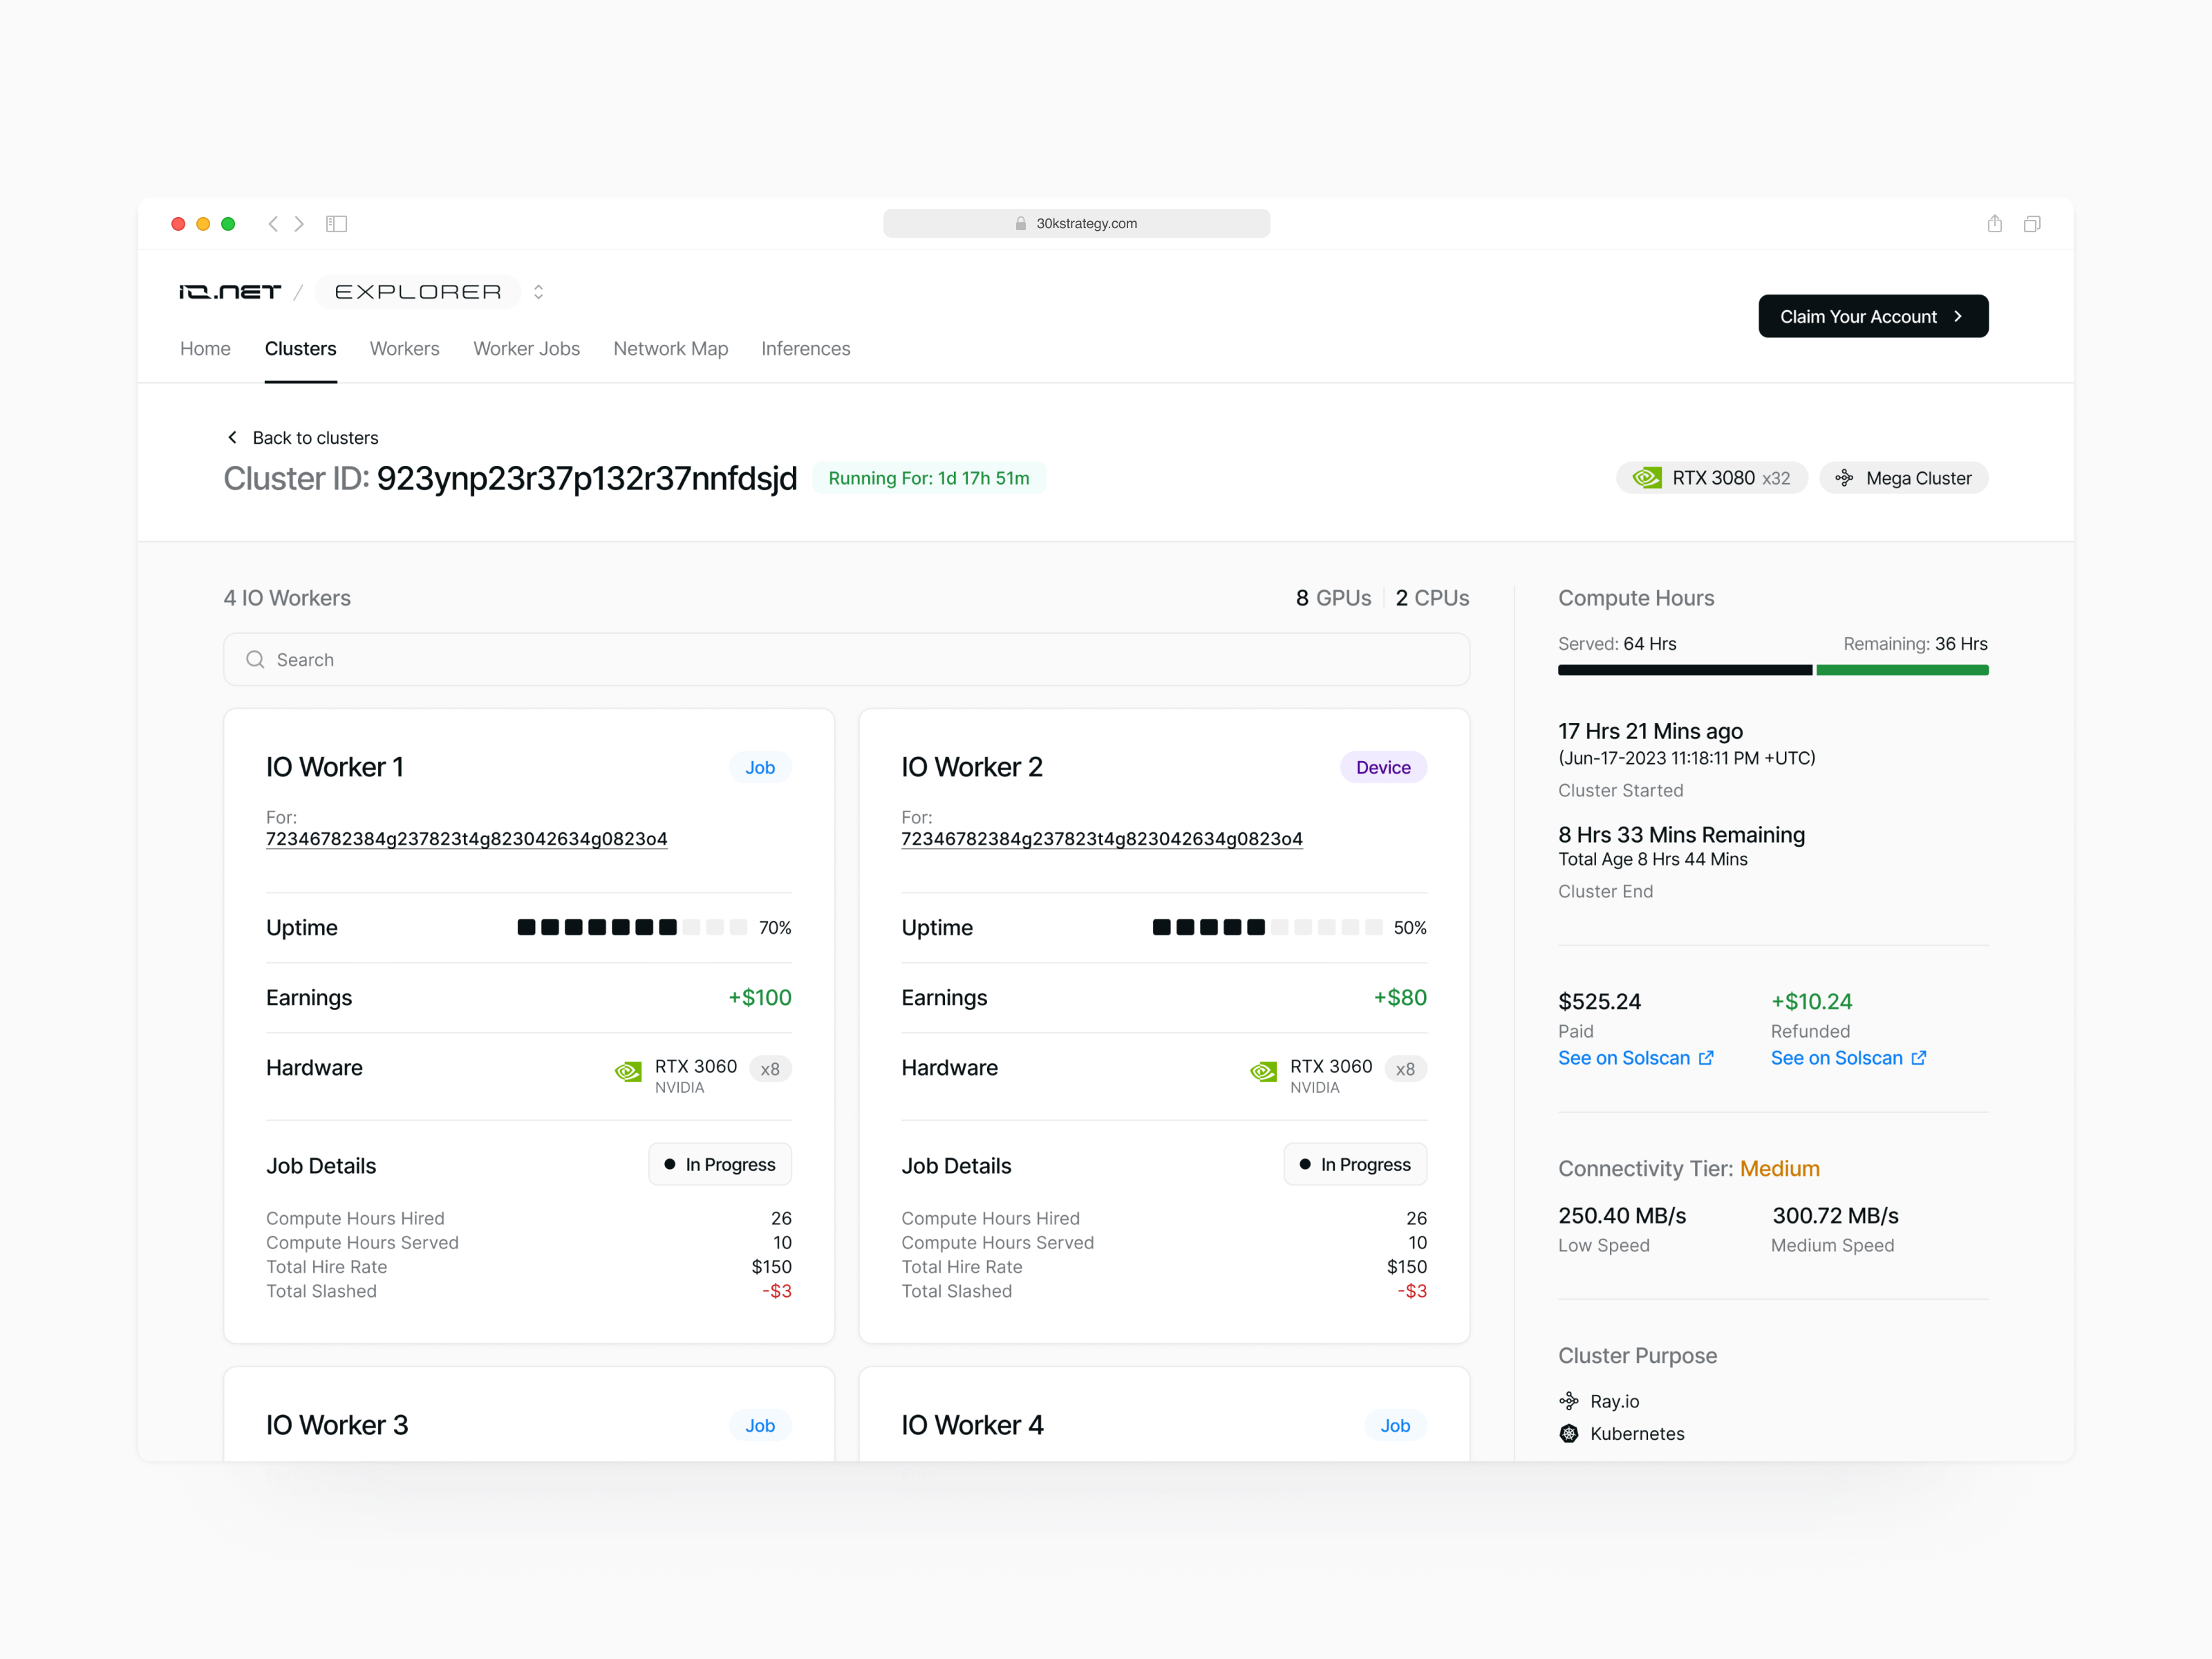 30kstrategy.com
IO.NET / EXPLORER
Claim Your Account
Home Clusters Workers Worker Jobs Network Map Inferences
Back to clusters
Cluster ID: 923ynp23r37p132r37nnfdsjd Running For: 1d 17h 51m RTX 3080 x32 Mega Cluster
4 IO Workers 8 GPUs 2 CPUs
Search
IO Worker 1 Job
For:
72346782384g237823t4g823042634g0823o4
Uptime 70%
Earnings +$100
Hardware RTX 3060 x8
NVIDIA
Job Details In Progress
Compute Hours Hired 26
Compute Hours Served 10
Total Hire Rate $150
Total Slashed -$3
IO Worker 2 Device
For:
72346782384g237823t4g823042634g0823o4
Uptime 50%
Earnings +$80
Hardware RTX 3060 x8
NVIDIA
Job Details In Progress
Compute Hours Hired 26
Compute Hours Served 10
Total Hire Rate $150
Total Slashed -$3
IO Worker 3 Job
IO Worker 4 Job
Compute Hours
Served: 64 Hrs Remaining: 36 Hrs
17 Hrs 21 Mins ago
(Jun-17-2023 11:18:11 PM +UTC)
Cluster Started
8 Hrs 33 Mins Remaining
Total Age 8 Hrs 44 Mins
Cluster End
$525.24 +$10.24
Paid Refunded
See on Solscan See on Solscan
Connectivity Tier: Medium
250.40 MB/s 300.72 MB/s
Low Speed Medium Speed
Cluster Purpose
Ray.io
Kubernetes